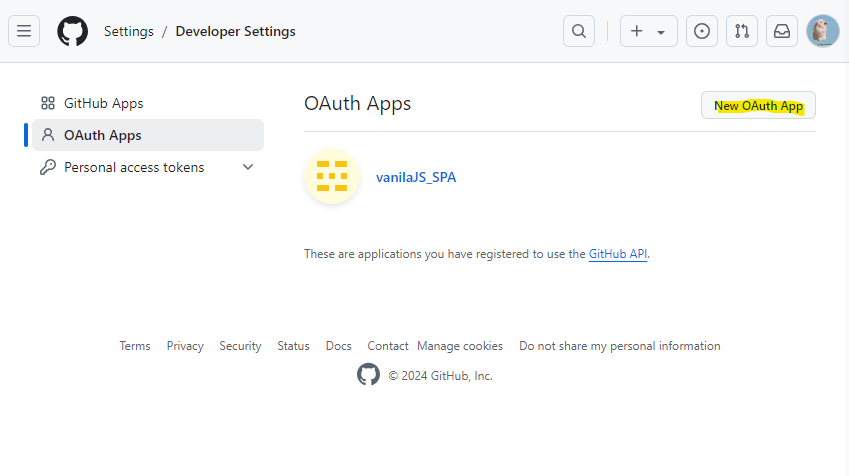 Settings / Developer Settings
GitHub Apps
OAuth Apps
Personal access tokens
OAuth Apps
New OAuth App
vanilaJS_SPA
These are applications you have registered to use the GitHub API.
Terms Privacy Security Status Docs Contact Manage cookies Do not share my personal information
© 2024 GitHub, Inc.